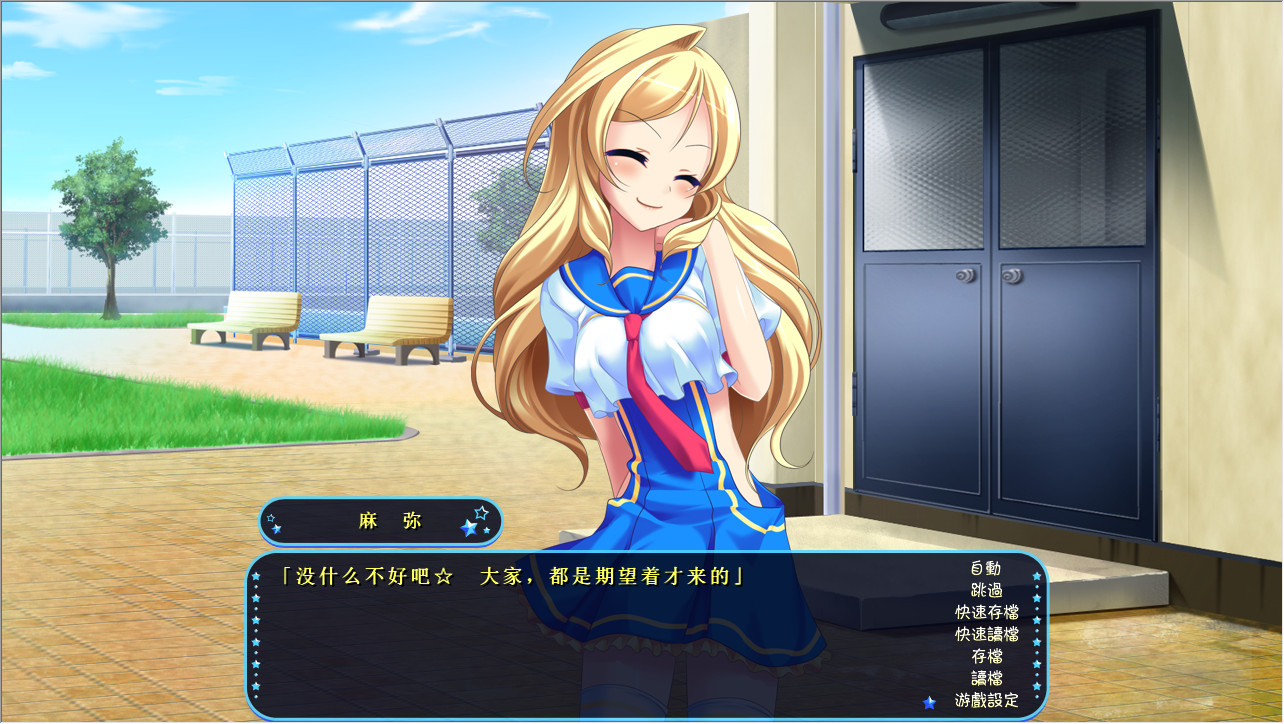 麻 弥
「没什么不好吧☆ 大家，都是期望着才来的」
自動
跳過
快速存檔
快速讀檔
存檔
讀檔
游戲設定